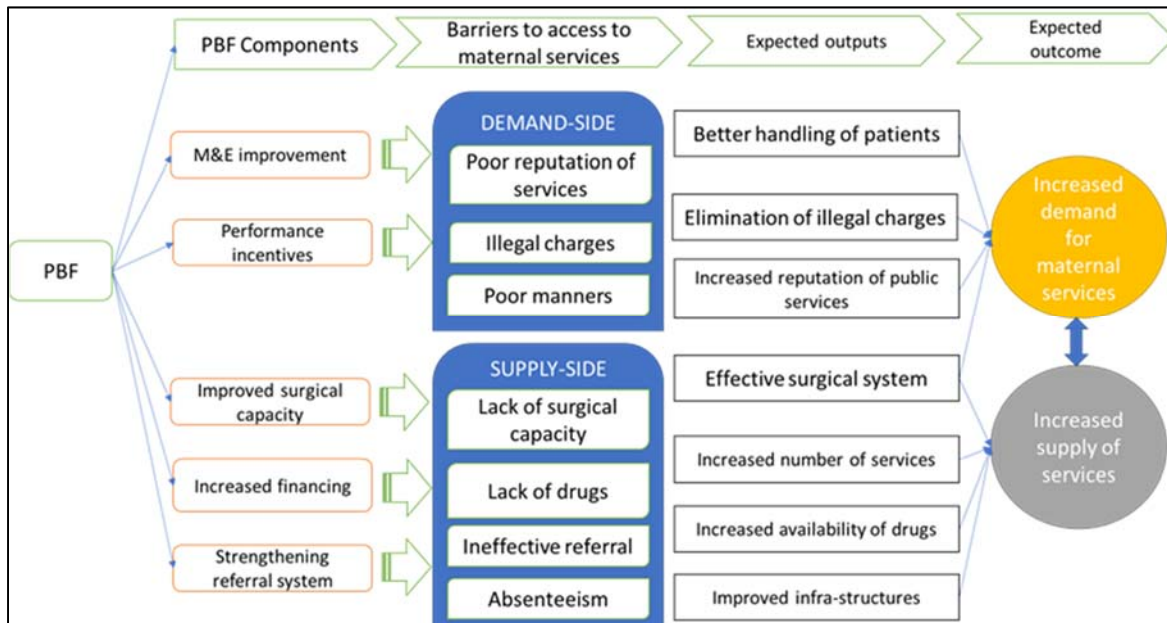 PBF Components
Barriers to access to
maternal services
Expected outputs
Expected
outcome
PBF
M&E improvement
Performance
incentives
Improved surgical
capacity
Increased financing
Strengthening
referral system
DEMAND-SIDE
Poor reputation of
services
Illegal charges
Poor manners
SUPPLY-SIDE
Lack of surgical
capacity
Lack of drugs
Ineffective referral
Absenteeism
Better handling of patients
Elimination of illegal charges
Increased reputation of public
services
Effective surgical system
Increased number of services
Increased availability of drugs
Improved infra-structures
Increased
demand
for
maternal
services
Increased
supply of
services